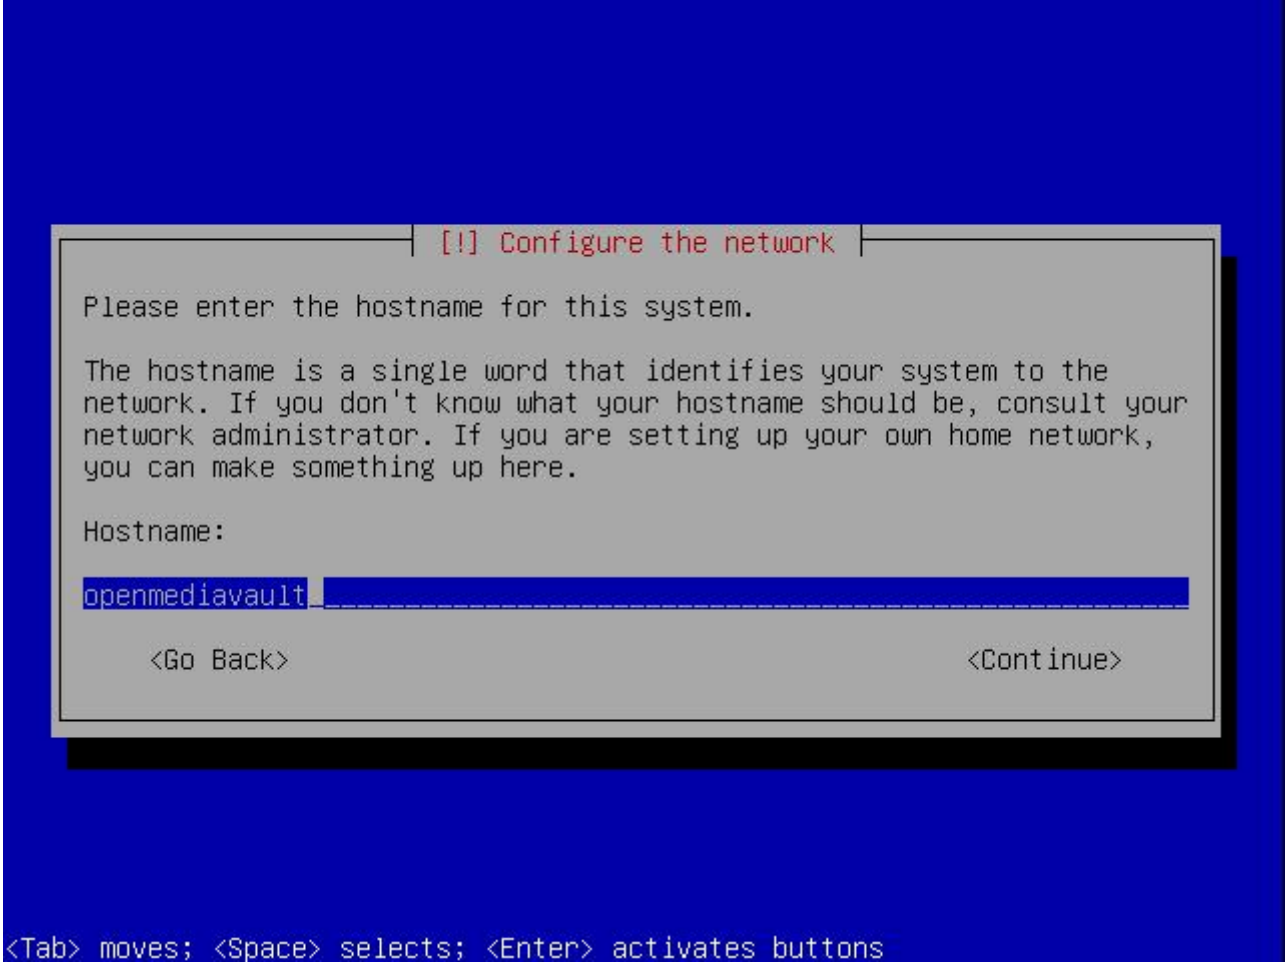 [!] Configure the network
Please enter the hostname for this system.
The hostname is a single word that identifies your system to the
network. If you don't know what your hostname should be, consult your
network administrator. If you are setting up your own home network,
you can make something up here.
Hostname:
openmediavault
<Go Back> <Continue>
<Tab> moves; <Space> selects; <Enter> activates buttons